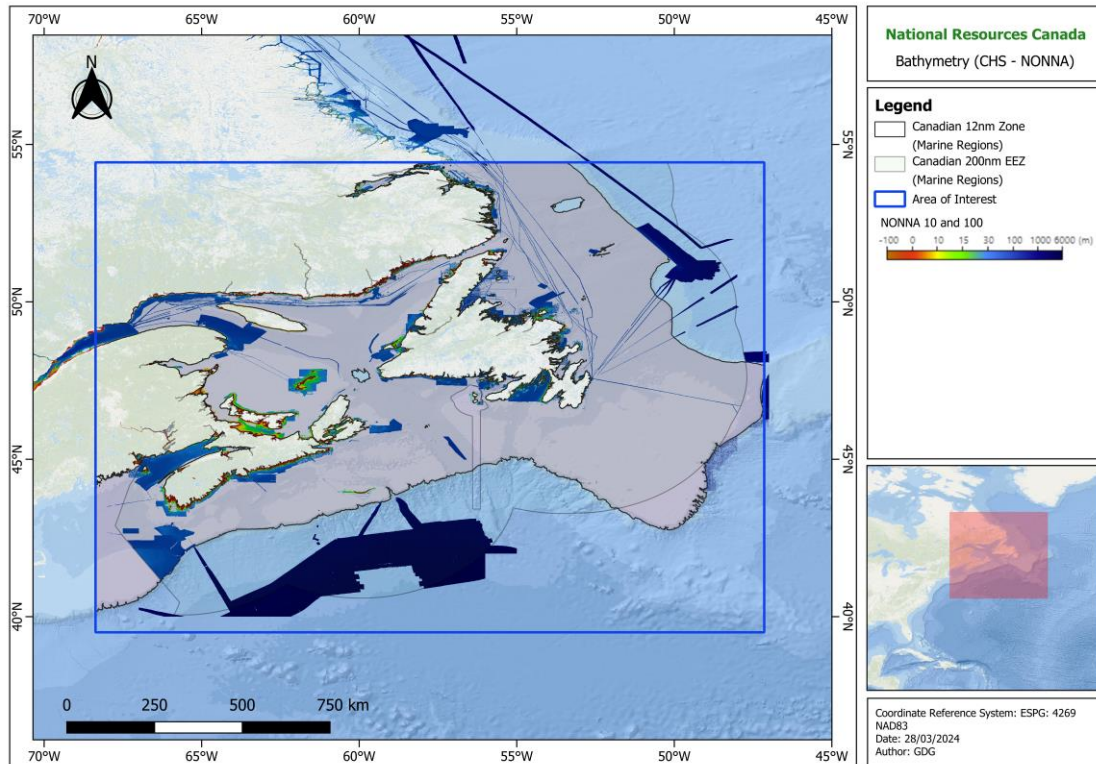 70°W 65°W 60°W 55°W 50°W 45°W
55°N 55°N
50°N 50°N
45°N 45°N
40°N 40°N
N
0 250 500 750 km
70°W 65°W 60°W 55°W 50°W 45°W
National Resources Canada
Bathymetry (CHS - NONNA)
Legend
Canadian 12nm Zone
(Marine Regions)
Canadian 200nm EEZ
(Marine Regions)
Area of Interest
NONNA 10 and 100
-100 0 10 15 30 100 1000 6000 (m)
Coordinate Reference System: ESPG: 4269
NAD83
Date: 28/03/2024
Author: GDG